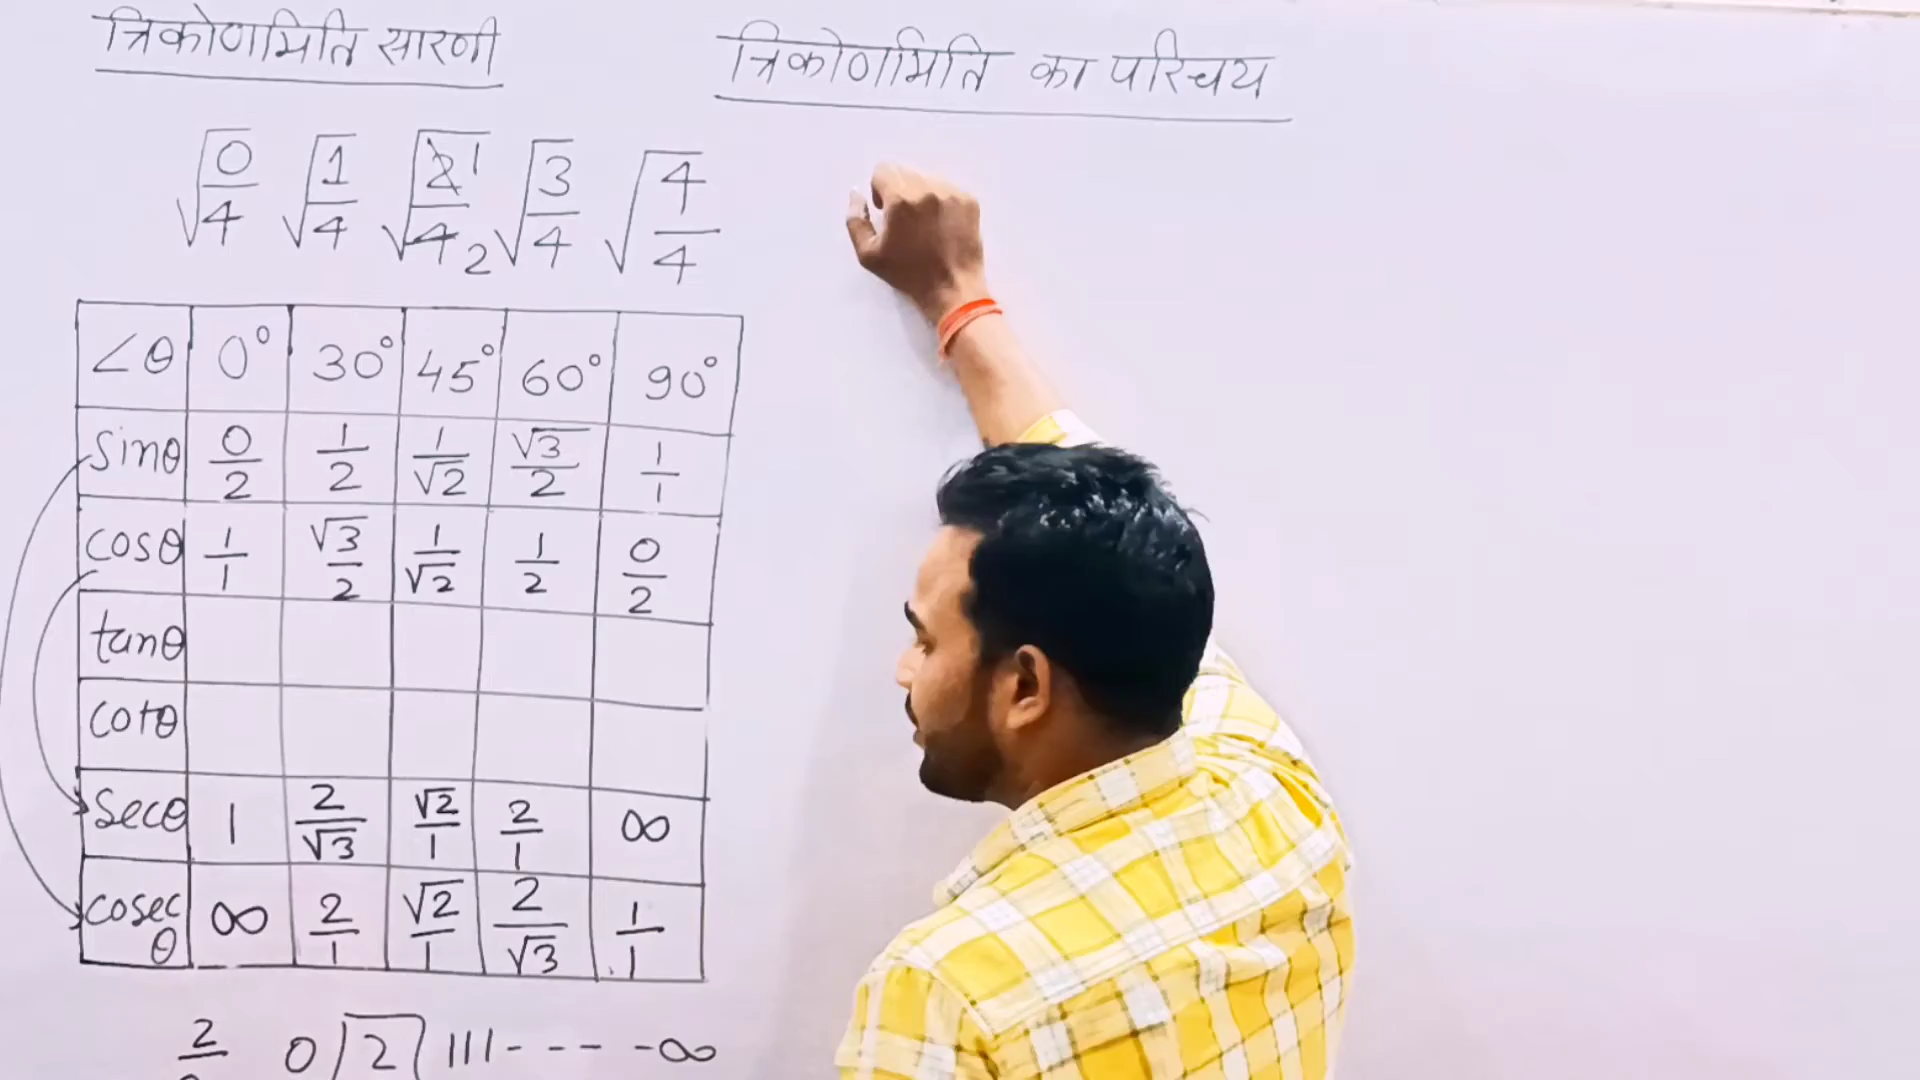 त्रिकोणमिति सारणी
त्रिकोणमिति का परिचय
√0/4 √1/4 √2/4 1 2 √3/4 √4/4
∠θ 0° 30° 45° 60° 90°
sinθ 0/2 1/2 1/√2 √3/2 1/1
cosθ 1/1 √3/2 1/√2 1/2 0/2
tanθ
cotθ
secθ 1 2/√3 √2/1 2/1 ∞
cosec θ ∞ 2/1 √2/1 2/√3 1/1
2 0)2(111- - - -∞